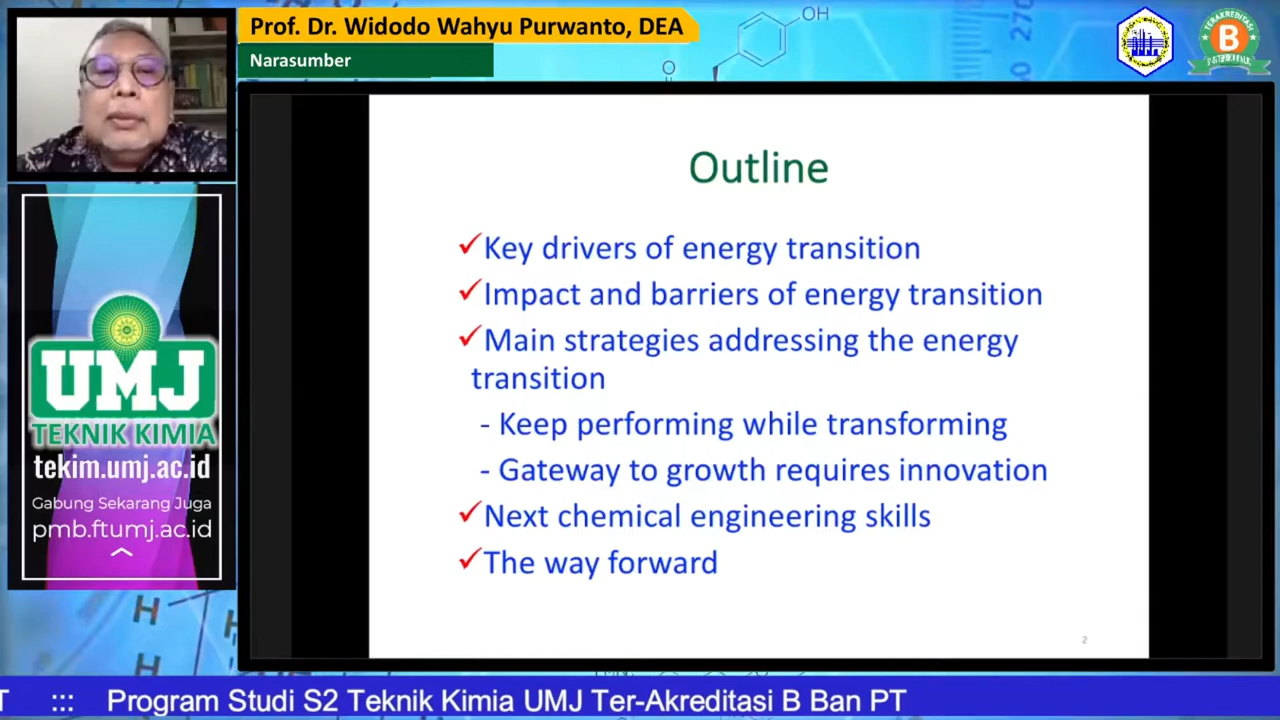 Prof. Dr. Widodo Wahyu Purwanto, DEA
Narasumber
OH
O
270
TERAKREDITASI
B
UMJ
TEKNIK KIMIA
tekim.umj.ac.id
Gabung Sekarang Juga
pmb.ftumj.ac.id
Outline
✓Key drivers of energy transition
✓Impact and barriers of energy transition
✓Main strategies addressing the energy
transition
- Keep performing while transforming
- Gateway to growth requires innovation
✓Next chemical engineering skills
✓The way forward
2
H
H
H
T ::: Program Studi S2 Teknik Kimia UMJ Ter-Akreditasi B Ban PT